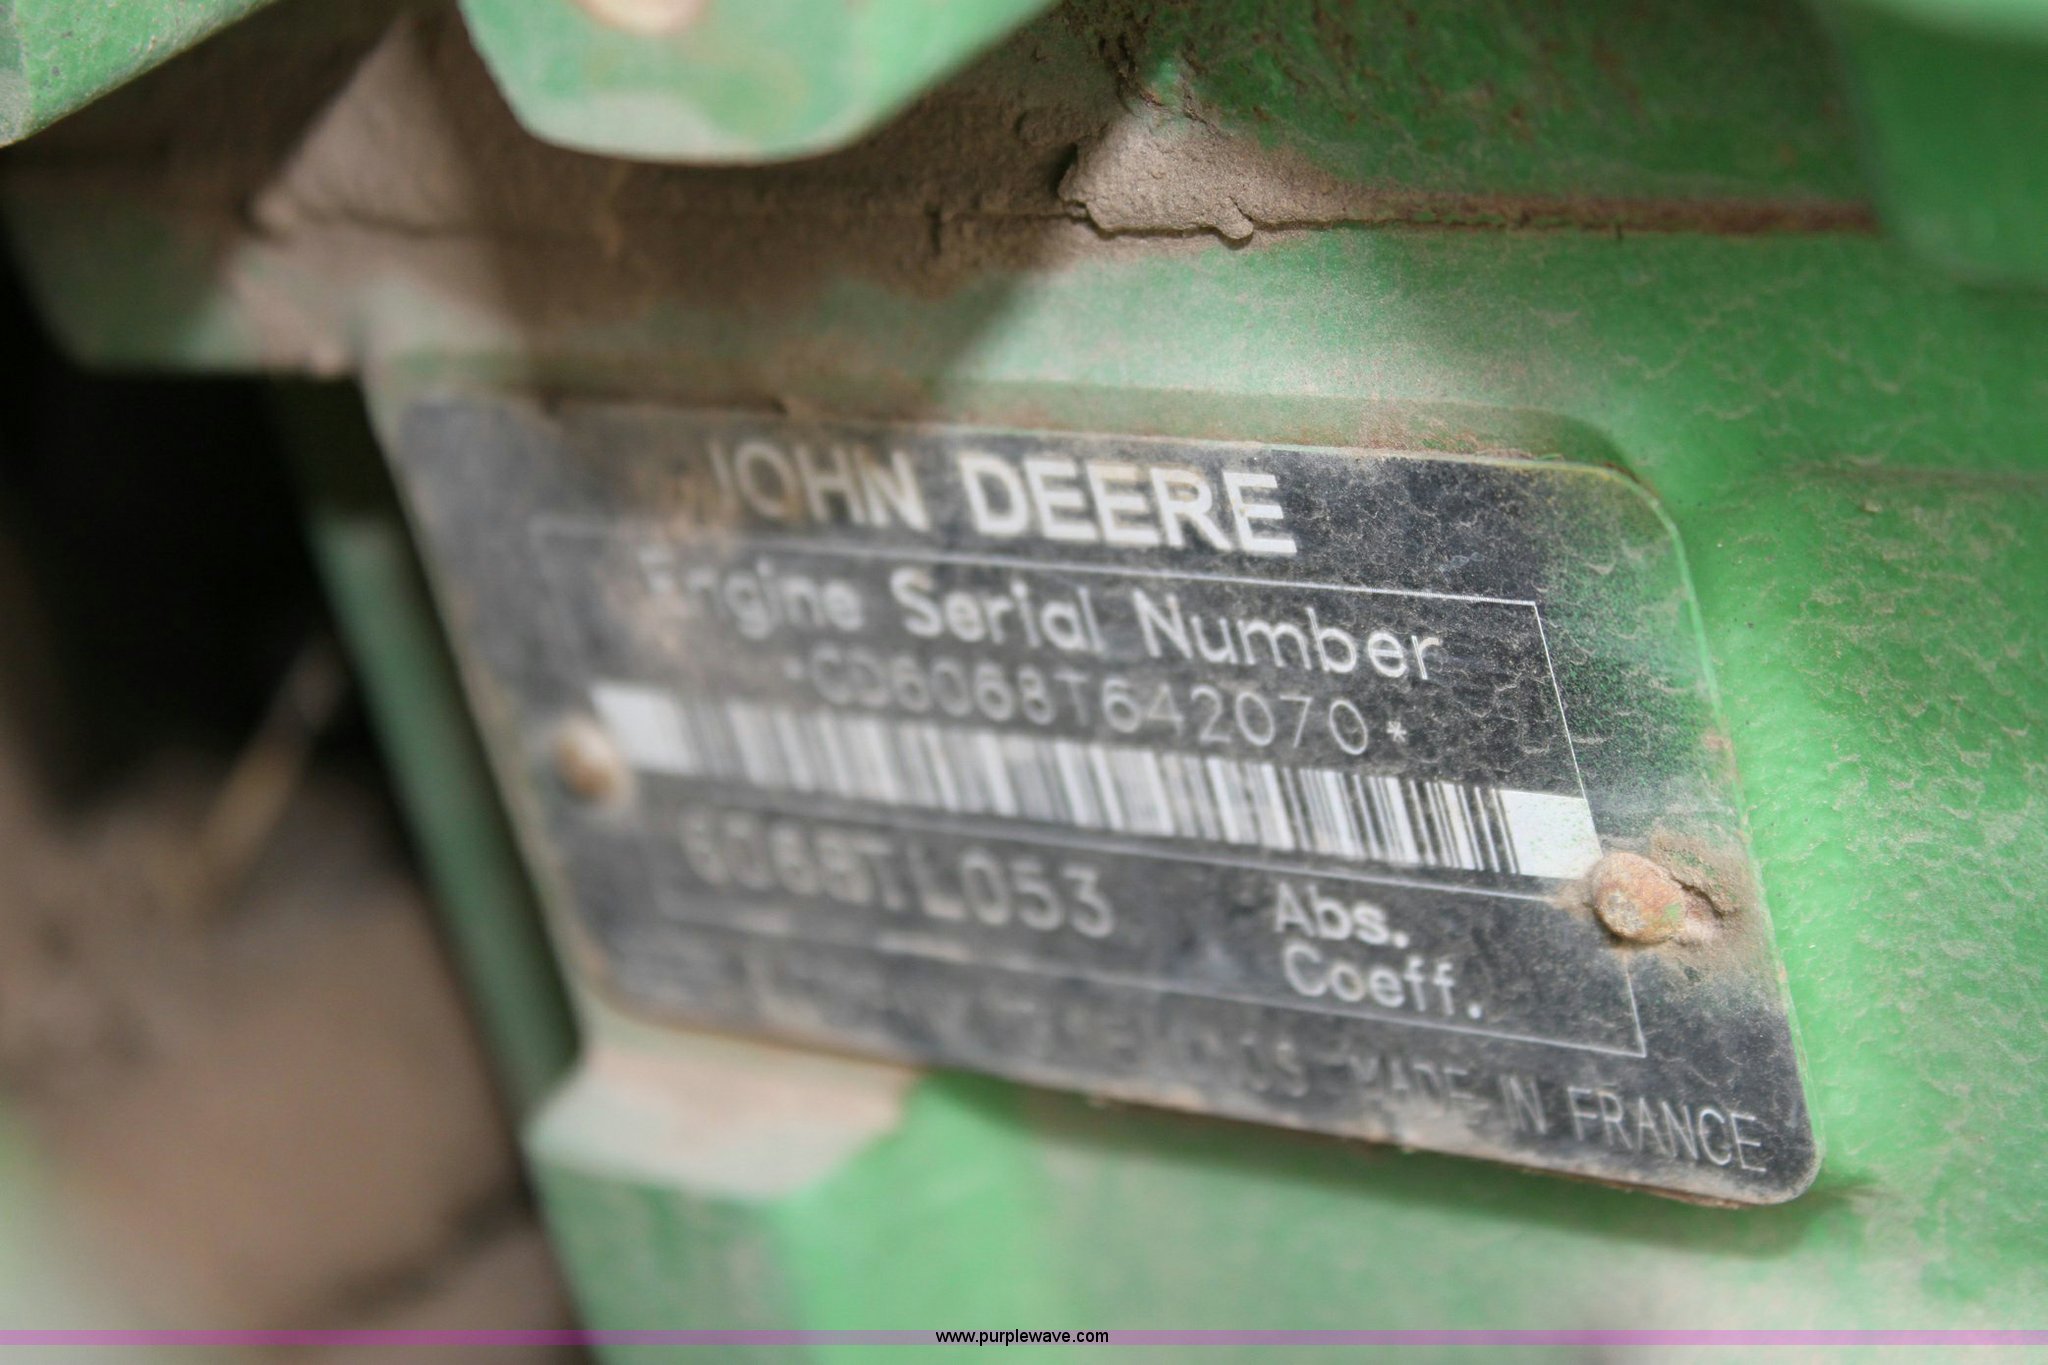 JOHN DEERE
Engine Serial Number
*CD6068T642070*
6068TL053
Abs.
Coeff.
MADE IN FRANCE
www.purplewave.com